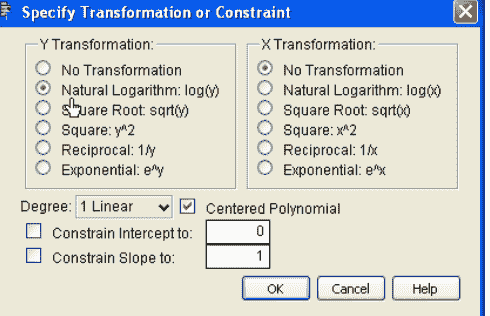 Specify Transformation or Constraint
Y Transformation:
No Transformation
Natural Logarithm: log(y)
Square Root: sqrt(y)
Square: y^2
Reciprocal: 1/y
Exponential: e^y
X Transformation:
No Transformation
Natural Logarithm: log(x)
Square Root: sqrt(x)
Square: x^2
Reciprocal: 1/x
Exponential: e^x
Degree: 1 Linear Centered Polynomial
Constrain Intercept to: 0
Constrain Slope to: 1
OK Cancel Help